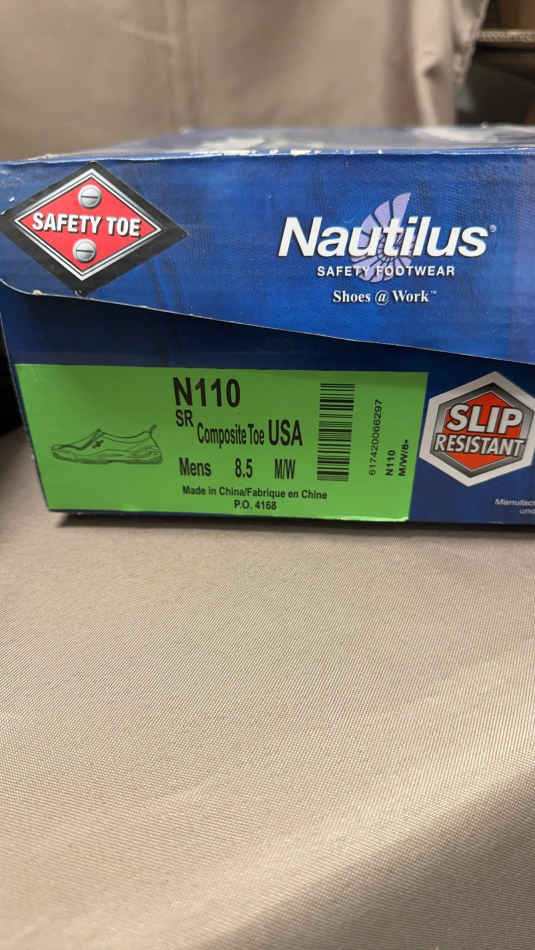 SAFETY TOE
Nautilus®
SAFETY FOOTWEAR
Shoes @ Work™
N110
SR Composite Toe USA
Mens 8.5 M/W
Made in China/Fabrique en Chine
P.O. 4168
617420066297
N110
SLIP
RESISTANT